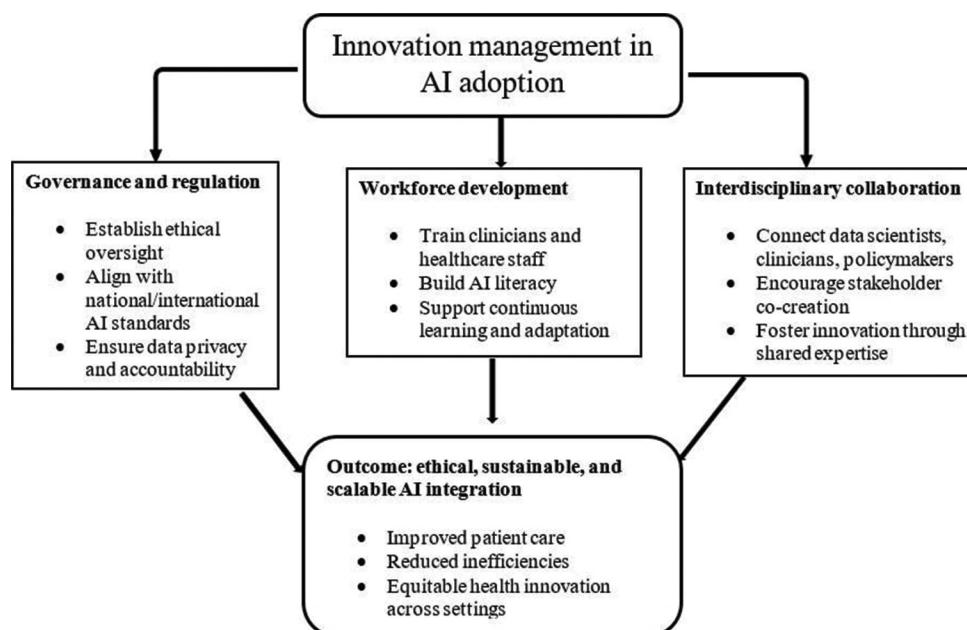 Innovation management in
AI adoption
Governance and regulation
• Establish ethical
oversight
• Align with
national/international
AI standards
• Ensure data privacy
and accountability
Workforce development
• Train clinicians and
healthcare staff
• Build AI literacy
• Support continuous
learning and adaptation
Interdisciplinary collaboration
• Connect data scientists,
clinicians, policymakers
• Encourage stakeholder
co-creation
• Foster innovation through
shared expertise
Outcome: ethical, sustainable, and
scalable AI integration
• Improved patient care
• Reduced inefficiencies
• Equitable health innovation
across settings